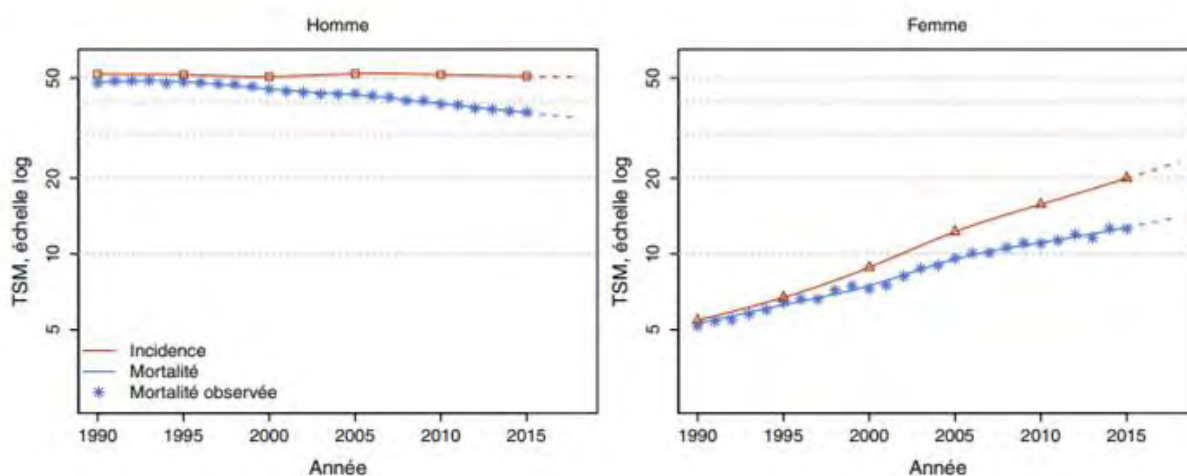 Homme
TSM, échelle log
50
20
10
5
Incidence
Mortalité
Mortalité observée
1990 1995 2000 2005 2010 2015
Année
Femme
TSM, échelle log
50
20
10
5
1990 1995 2000 2005 2010 2015
Année